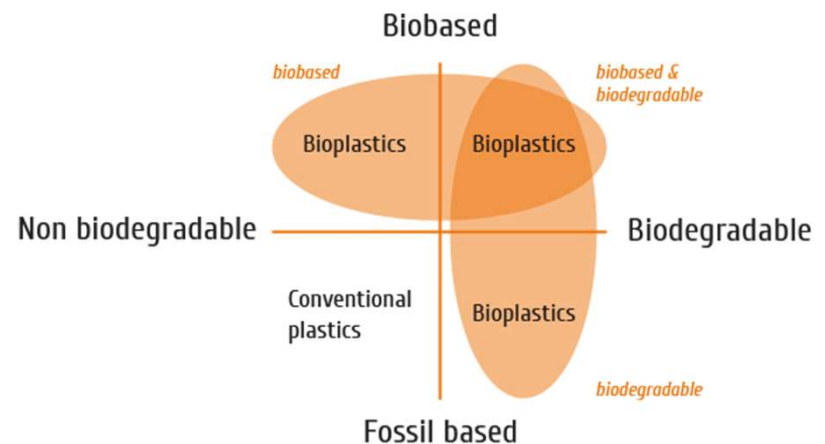 Biobased
biobased
biobased &
biodegradable
Bioplastics
Bioplastics
Non biodegradable
Biodegradable
Conventional
plastics
Bioplastics
biodegradable
Fossil based